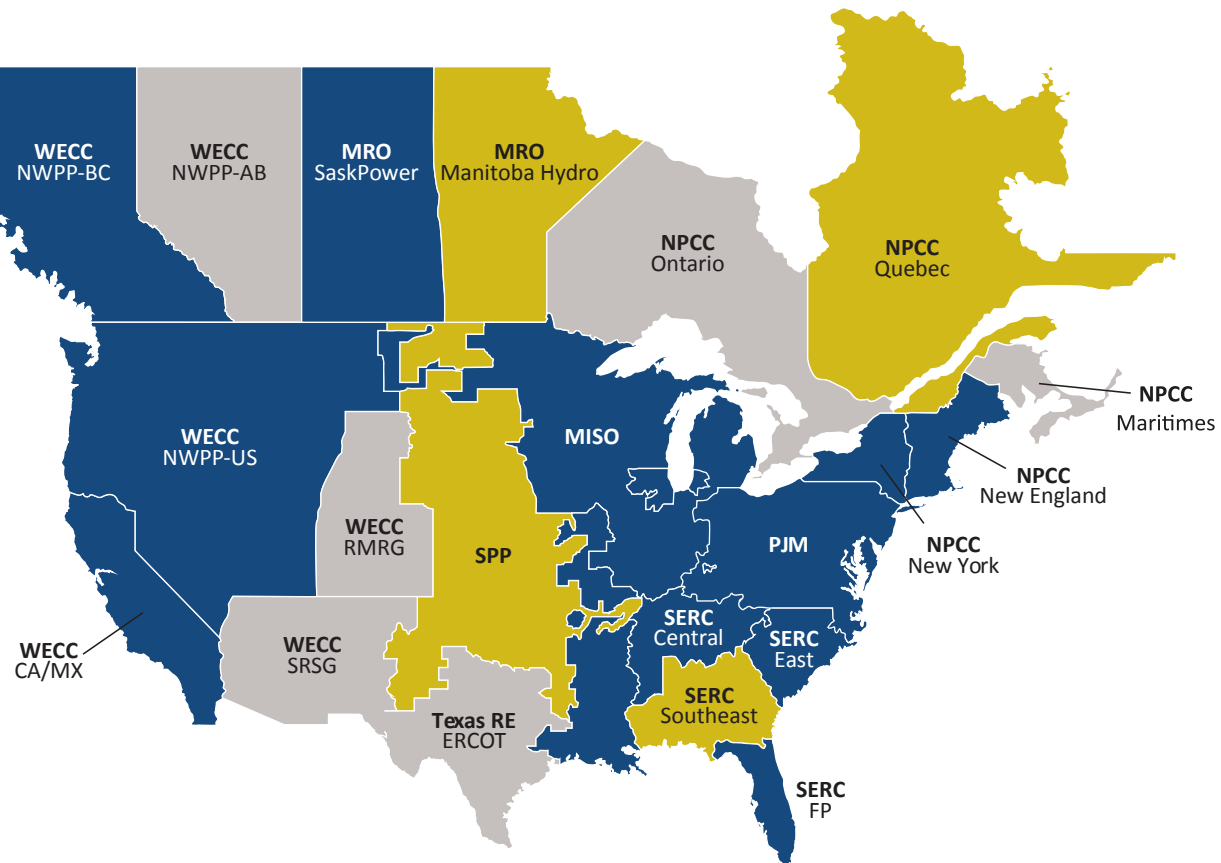 WECC
NWPP-BC
WECC
NWPP-AB
MRO
SaskPower
MRO
Manitoba Hydro
NPCC
Ontario
NPCC
Quebec
NPCC
Maritimes
WECC
NWPP-US
MISO
NPCC
New England
WECC
RMRG
SPP
PJM
NPCC
New York
WECC
CA/MX
WECC
SRSG
SERC
Central
SERC
East
SERC
Southeast
Texas RE
ERCOT
SERC
FP